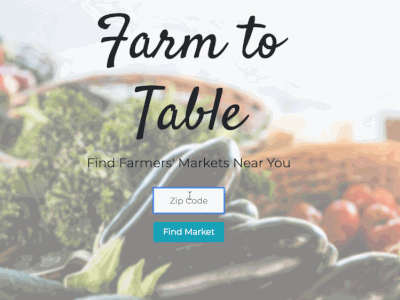 Farm to
Table
Find Farmers' Markets Near You
Zip Code
Find Market